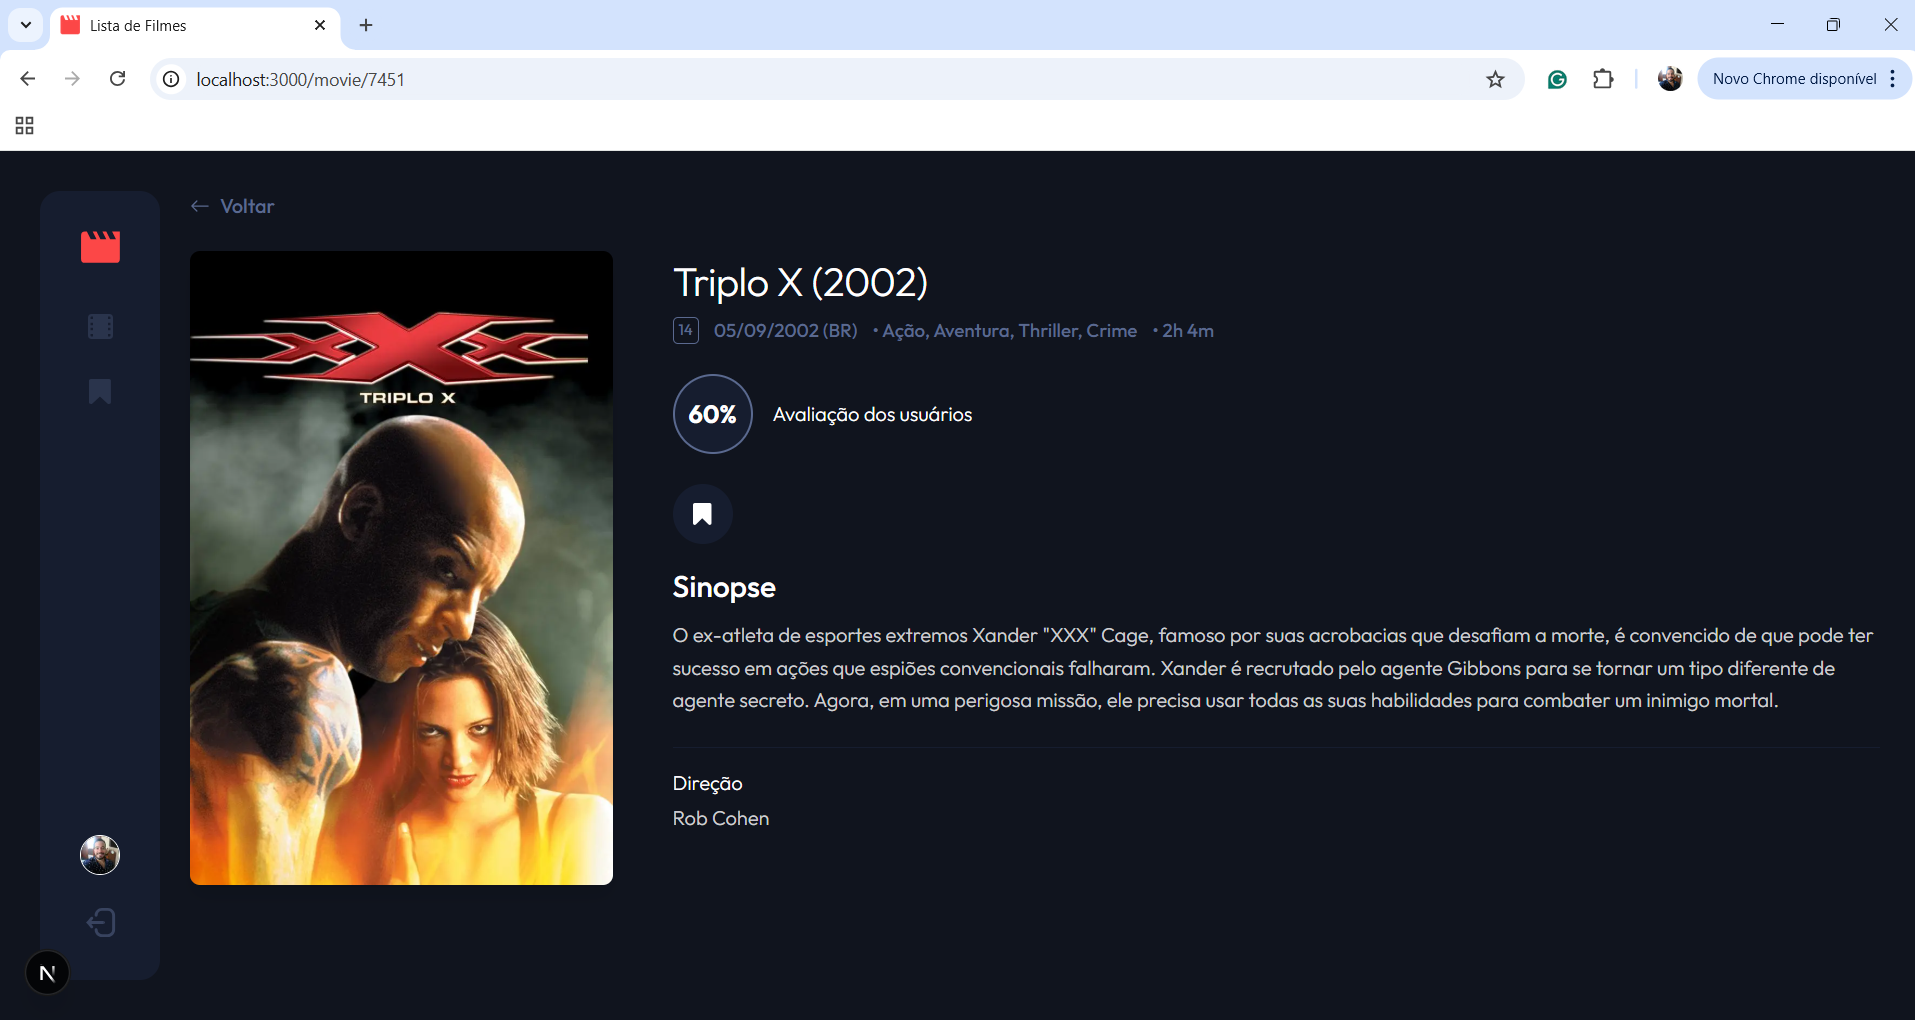 Lista de Filmes
localhost:3000/movie/7451
Novo Chrome disponível
Voltar
XXX
TRIPLO X
Triplo X (2002)
14 05/09/2002 (BR) • Ação, Aventura, Thriller, Crime • 2h 4m
60% Avaliação dos usuários
Sinopse
O ex-atleta de esportes extremos Xander "XXX" Cage, famoso por suas acrobacias que desafiam a morte, é convencido de que pode ter
sucesso em ações que espiões convencionais falharam. Xander é recrutado pelo agente Gibbons para se tornar um tipo diferente de
agente secreto. Agora, em uma perigosa missão, ele precisa usar todas as suas habilidades para combater um inimigo mortal.
Direção
Rob Cohen
N